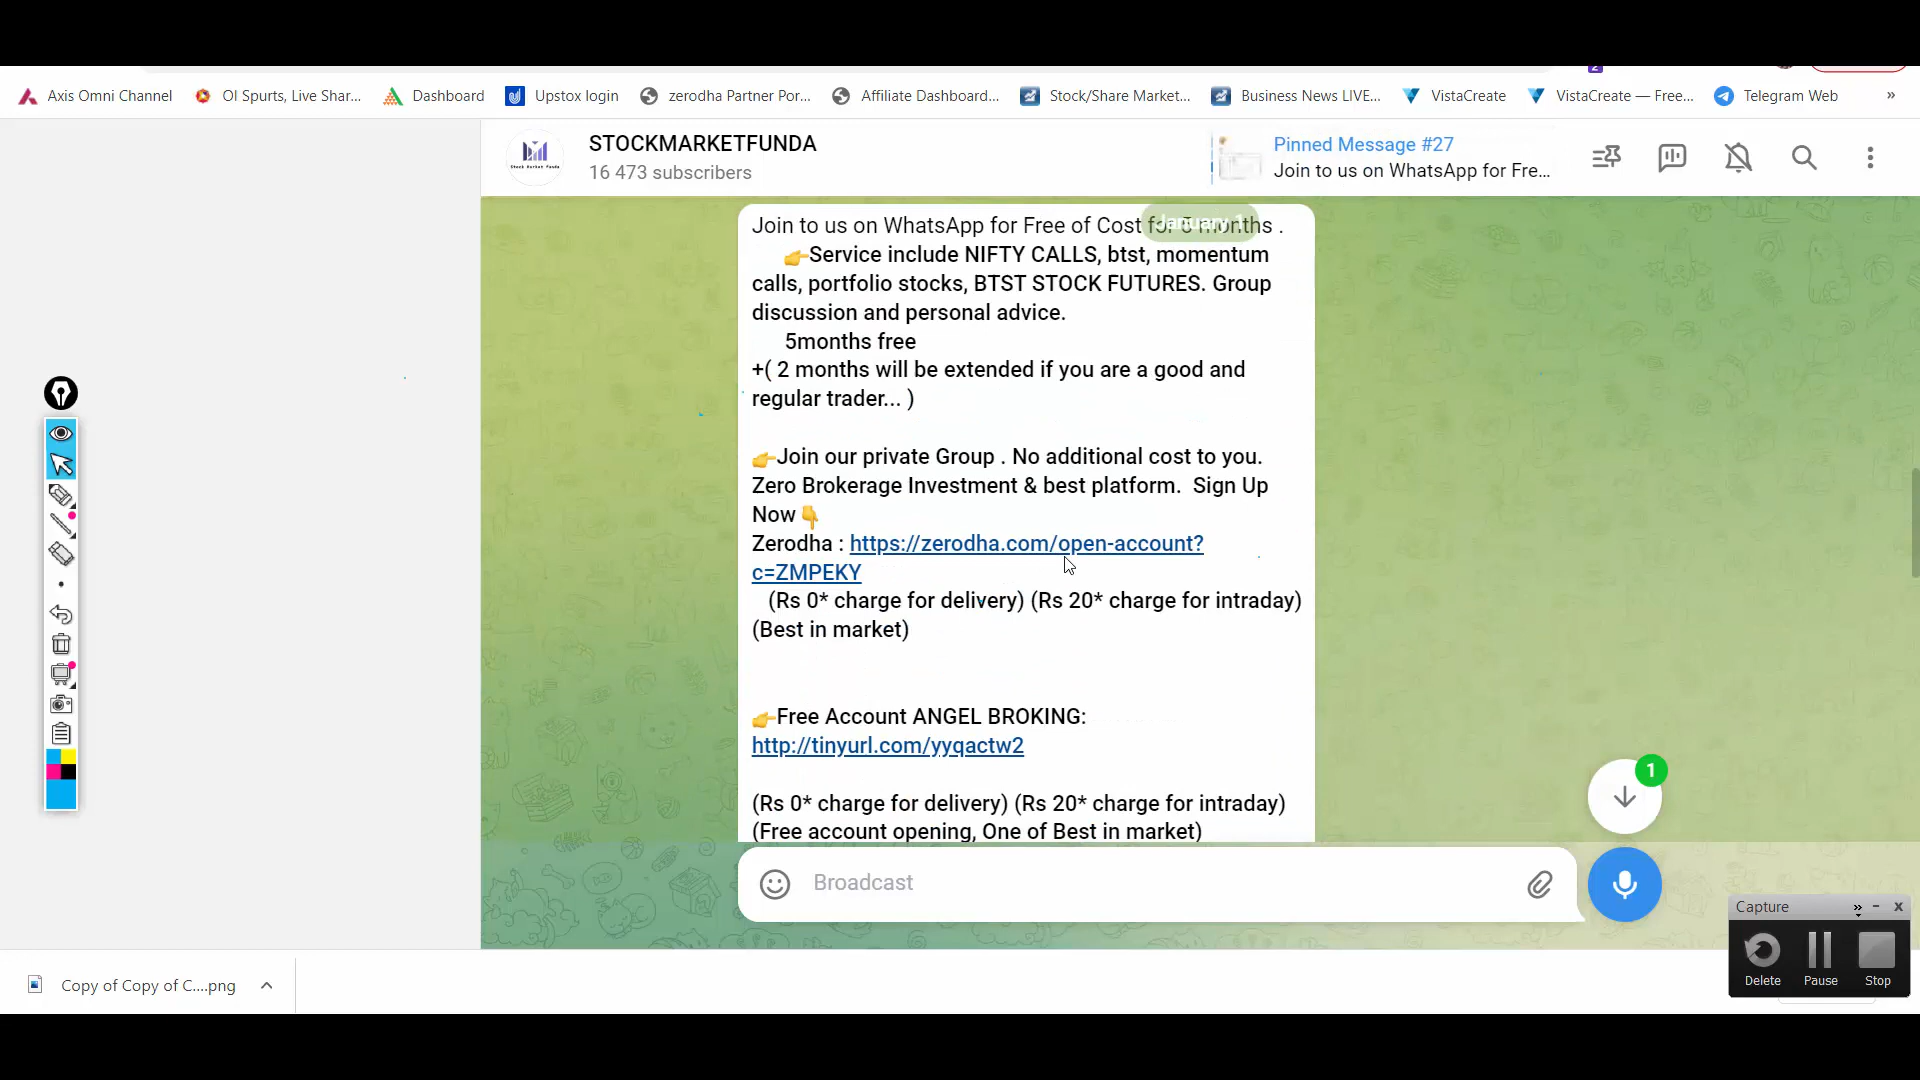 Axis Omni Channel
OI Spurts, Live Shar...
Dashboard
Upstox login
zerodha Partner Por...
Affiliate Dashboard...
Stock/Share Market...
Business News LIVE...
VistaCreate
VistaCreate — Free...
Telegram Web
»
STOCKMARKETFUNDA
16 473 subscribers
Pinned Message #27
Join to us on WhatsApp for Fre...
January 1
Join to us on WhatsApp for Free of Cost for 5 months .
👉Service include NIFTY CALLS, btst, momentum
calls, portfolio stocks, BTST STOCK FUTURES. Group
discussion and personal advice.
5months free
+( 2 months will be extended if you are a good and
regular trader... )
👉Join our private Group . No additional cost to you.
Zero Brokerage Investment & best platform. Sign Up
Now👇
Zerodha : https://zerodha.com/open-account?
c=ZMPEKY
(Rs 0* charge for delivery) (Rs 20* charge for intraday)
(Best in market)
👉Free Account ANGEL BROKING:
http://tinyurl.com/yyqactw2
(Rs 0* charge for delivery) (Rs 20* charge for intraday)
(Free account opening, One of Best in market)
1
Broadcast
Capture
Delete
Pause
Stop
Copy of Copy of C....png